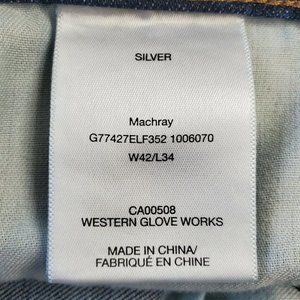 SILVER
Machray
G77427ELF352 1006070
W42/L34
CA00508
WESTERN GLOVE WORKS
MADE IN CHINA/
FABRIQUÉ EN CHINE